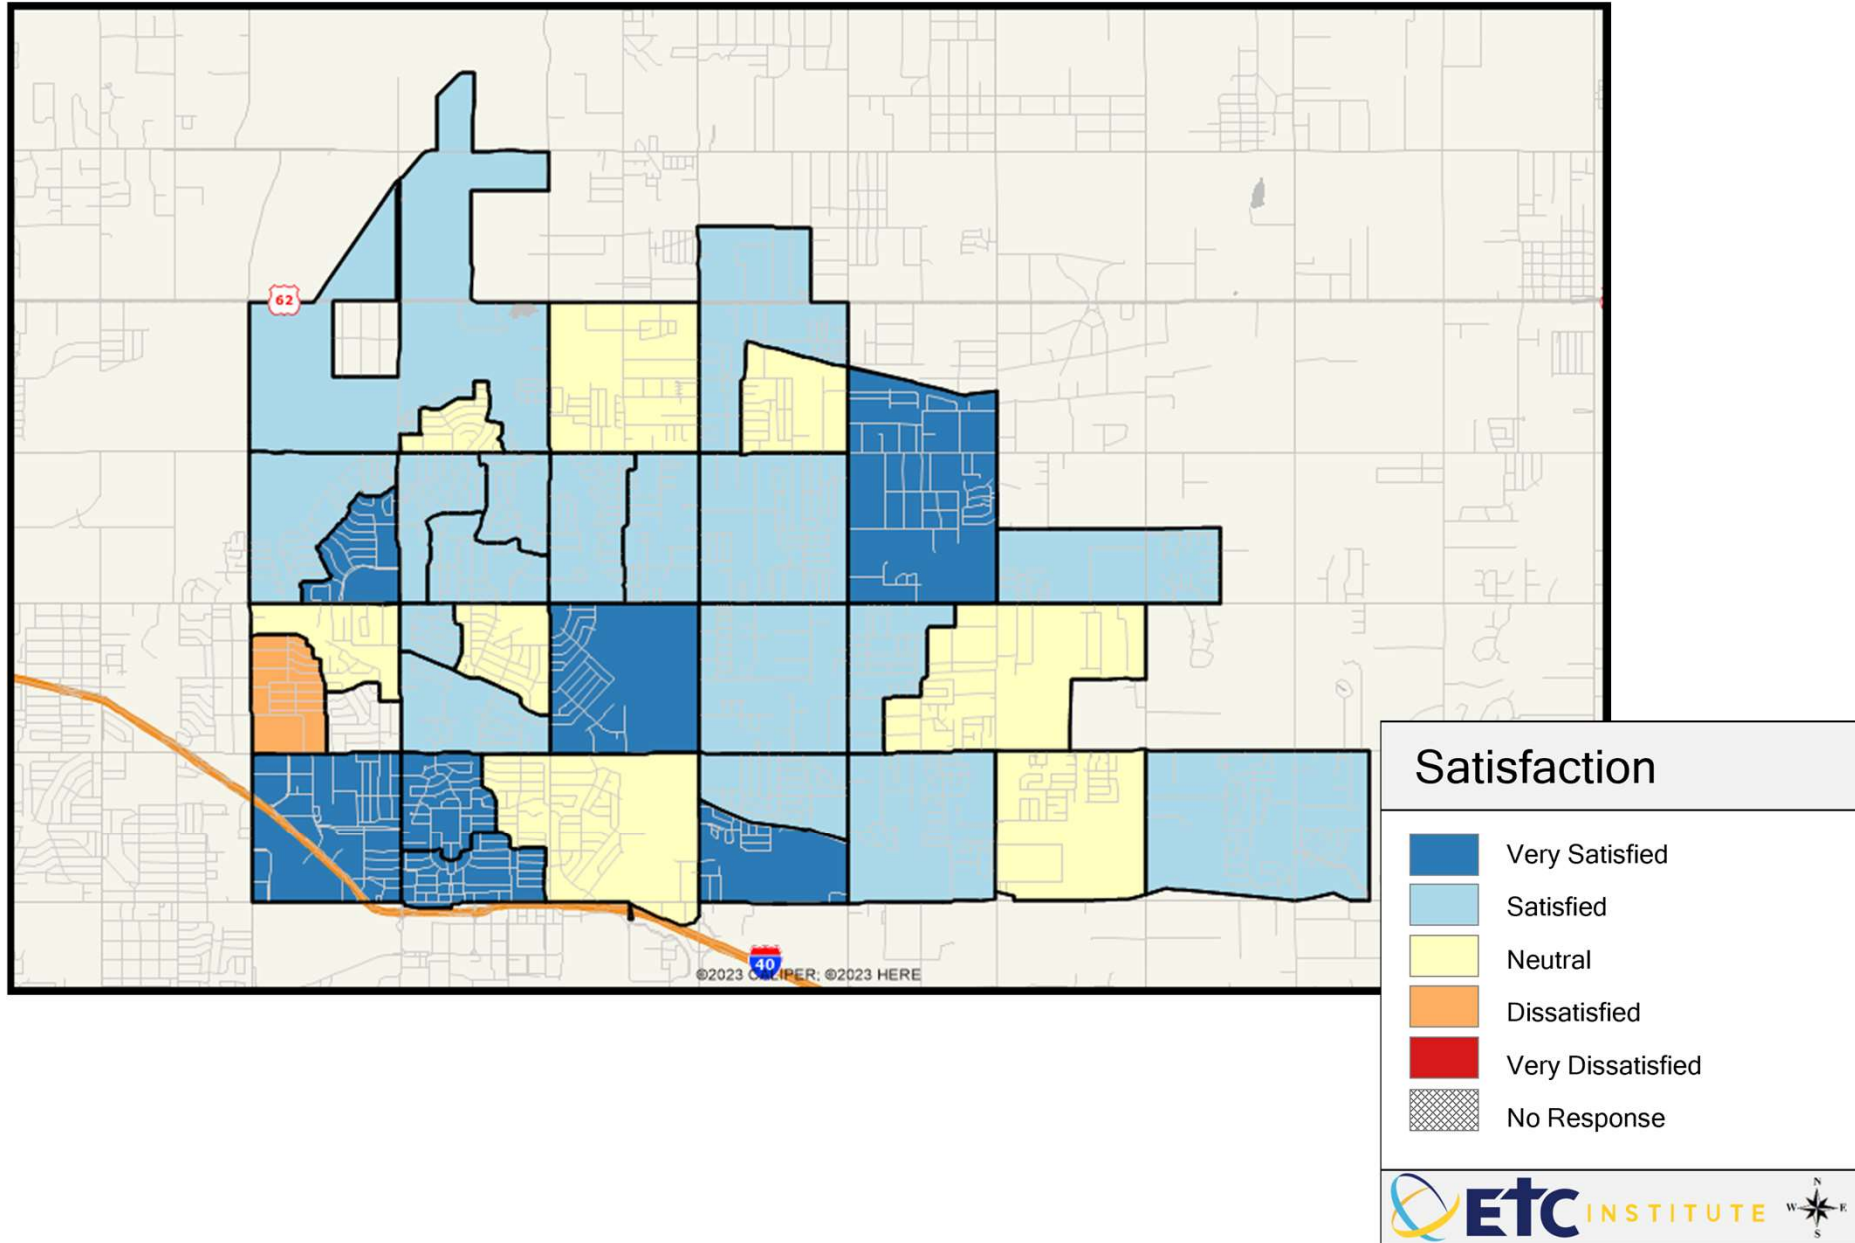 62
40
©2023 CALIPER; ©2023 HERE
Satisfaction
Very Satisfied
Satisfied
Neutral
Dissatisfied
Very Dissatisfied
No Response
ETC INSTITUTE
N
W E
S